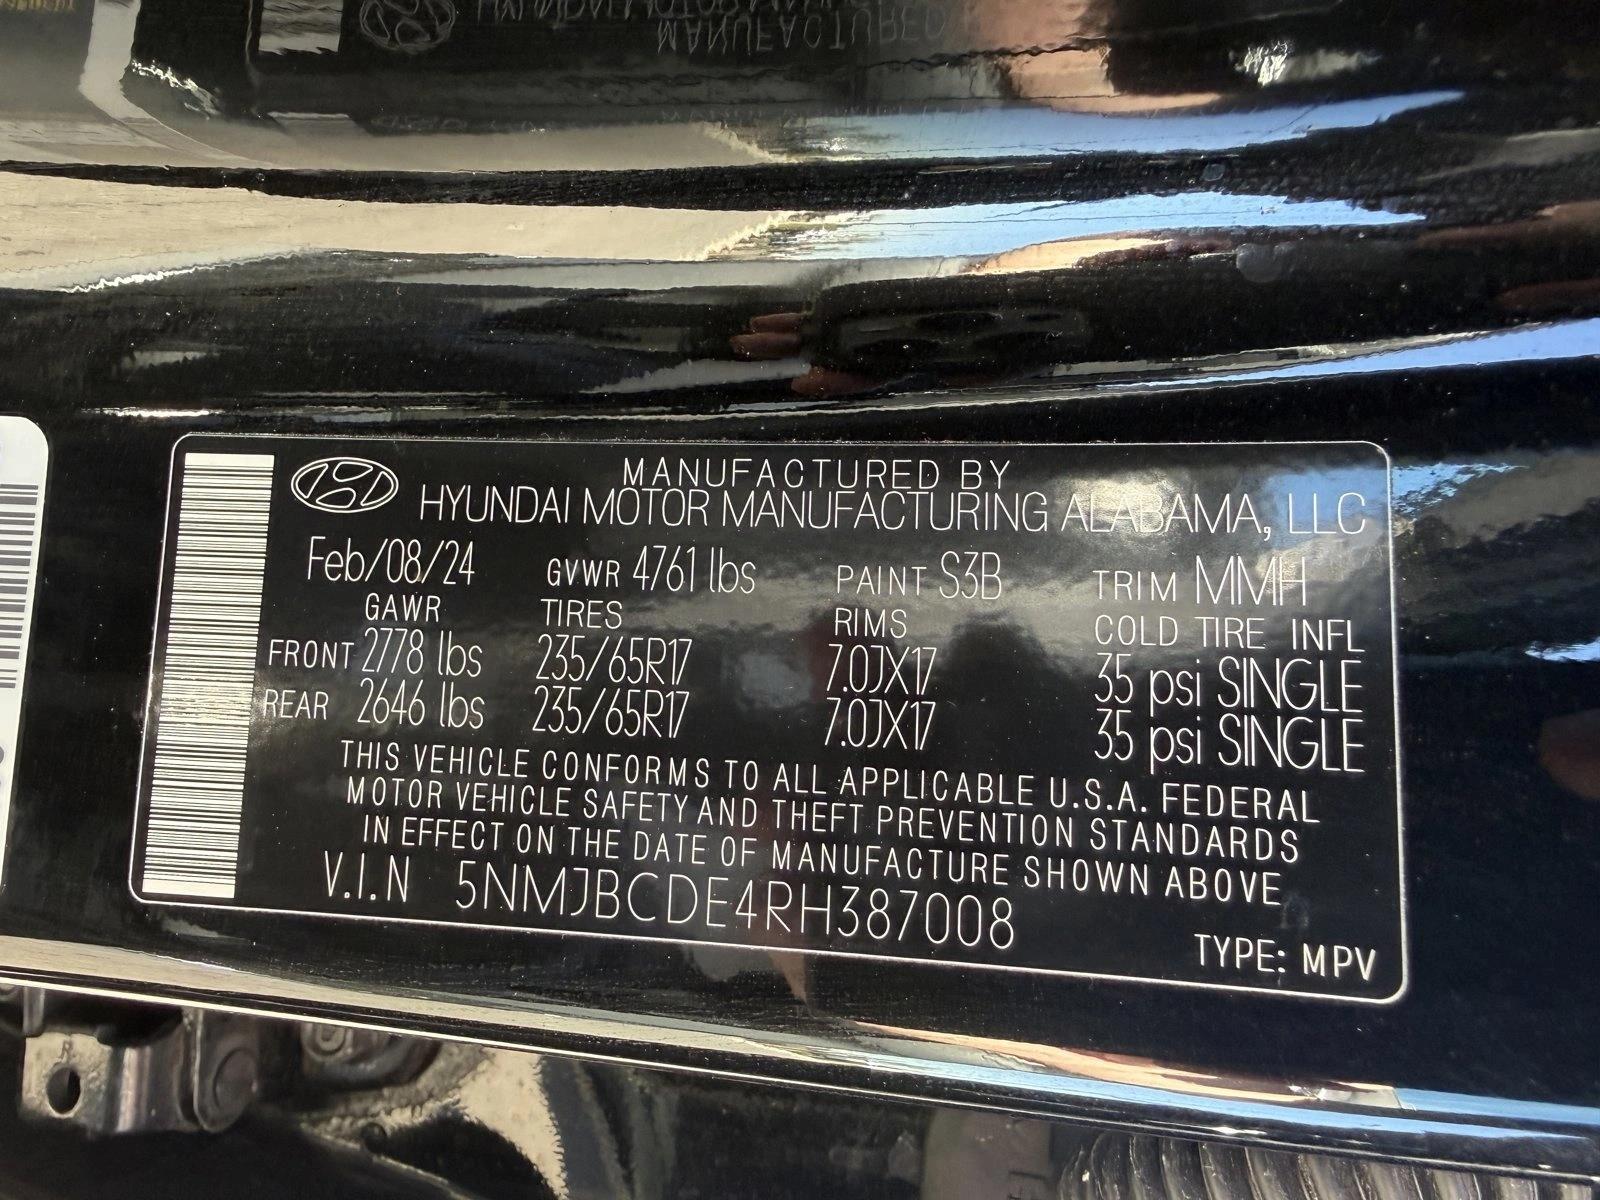 MANUFACTURED BY
HYUNDAI MOTOR MANUFACTURING ALABAMA, LLC
Feb/08/24 GVWR 4761 lbs PAINT S3B TRIM MMH
GAWR TIRES RIMS COLD TIRE INFL
FRONT 2778 lbs 235/65R17 7.0JX17 35 psi SINGLE
REAR 2646 lbs 235/65R17 7.0JX17 35 psi SINGLE
THIS VEHICLE CONFORMS TO ALL APPLICABLE U.S.A. FEDERAL
MOTOR VEHICLE SAFETY AND THEFT PREVENTION STANDARDS
IN EFFECT ON THE DATE OF MANUFACTURE SHOWN ABOVE
V.I.N 5NMJBCDE4RH387008
TYPE: MPV